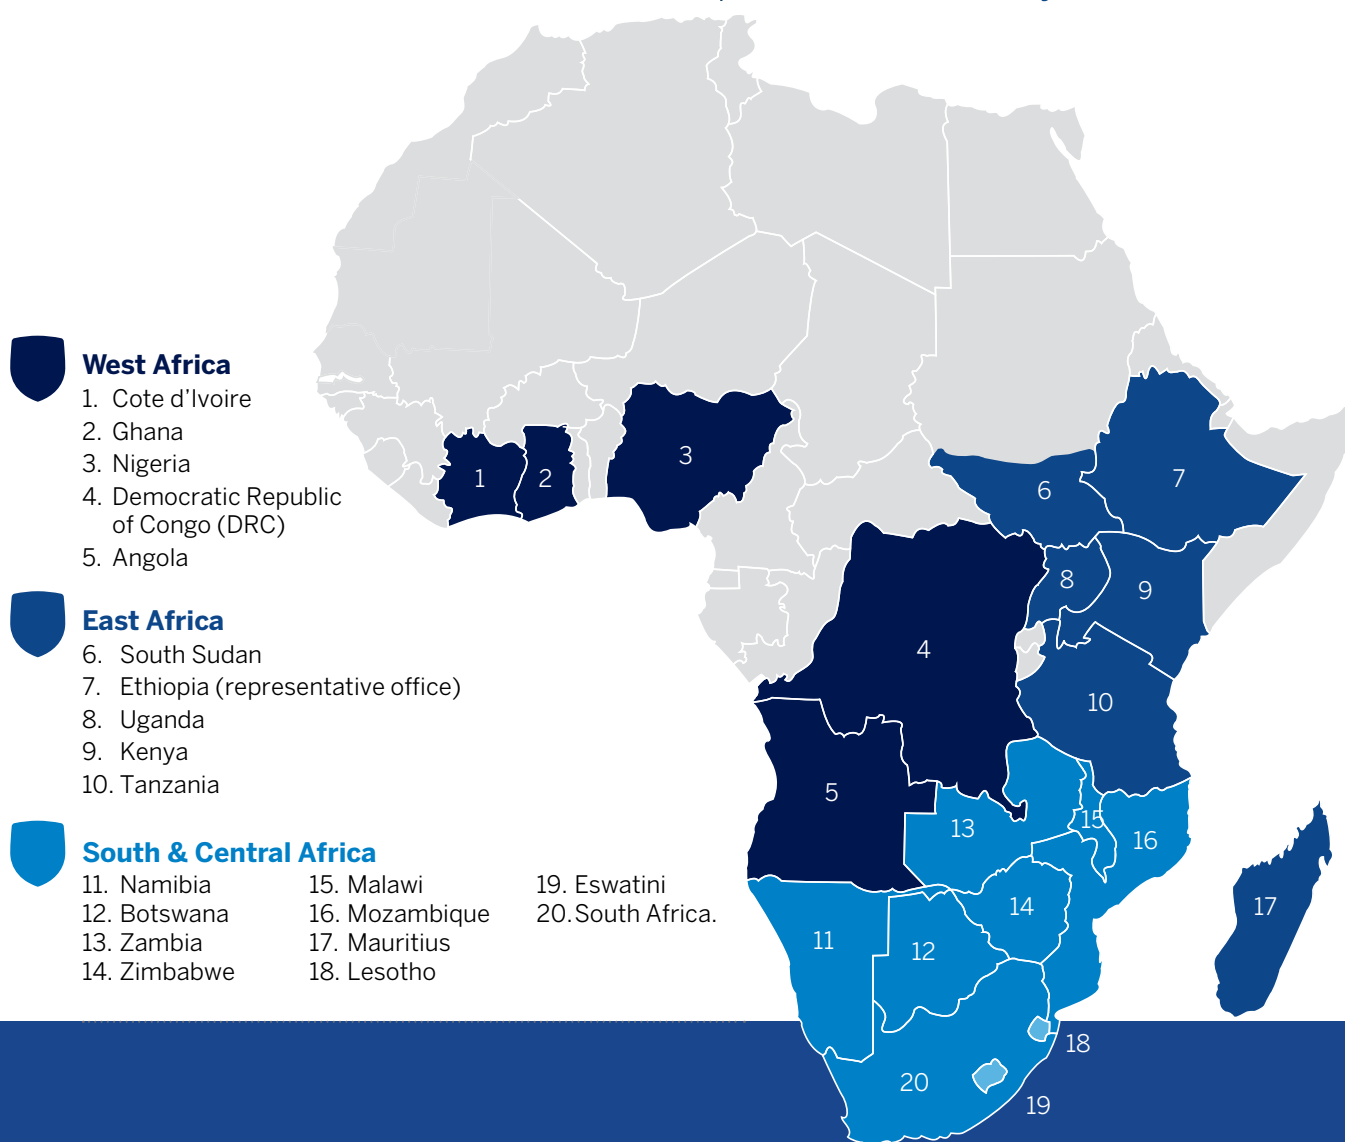 West Africa
1. Cote d’Ivoire
2. Ghana
3. Nigeria
4. Democratic Republic
of Congo (DRC)
5. Angola
East Africa
6. South Sudan
7. Ethiopia (representative office)
8. Uganda
9. Kenya
10. Tanzania
South & Central Africa
11. Namibia
12. Botswana
13. Zambia
14. Zimbabwe
15. Malawi
16. Mozambique
17. Mauritius
18. Lesotho
19. Eswatini
20. South Africa.
1
2
3
6
7
8
9
4
10
5
13
15
16
14
17
11
12
18
20
19